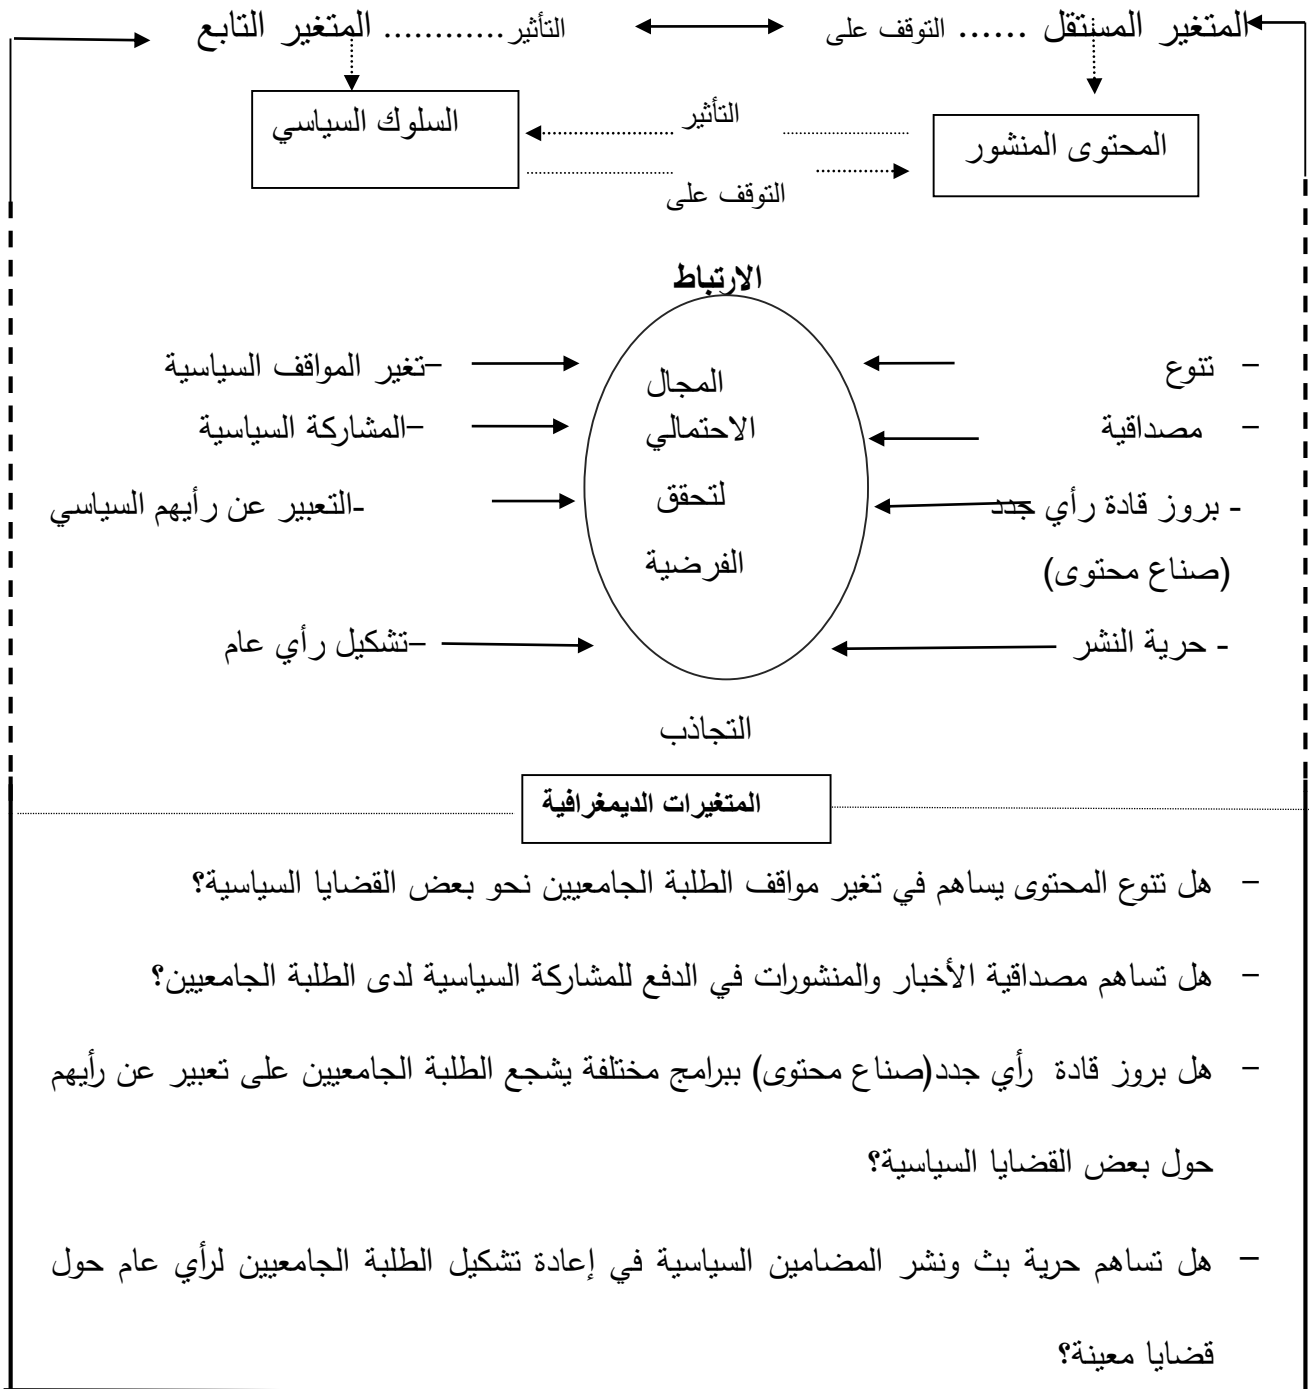 المتغير المستقل ...... التوقف على التأثير............ المتغير التابع
المحتوى المنشور
التأثير
السلوك السياسي
التوقف على
الارتباط
- تنوع
المجال
-تغير المواقف السياسية
- مصداقية
الاحتمالي
-المشاركة السياسية
- بروز قادة رأي جدد
لتحقق
-التعبير عن رأيهم السياسي
(صناع محتوى)
الفرضية
- حرية النشر
-تشكيل رأي عام
التجاذب
المتغيرات الديمغرافية
- هل تنوع المحتوى يساهم في تغير مواقف الطلبة الجامعيين نحو بعض القضايا السياسية؟
- هل تساهم مصداقية الأخبار والمنشورات في الدفع للمشاركة السياسية لدى الطلبة الجامعيين؟
- هل بروز قادة رأي جدد(صناع محتوى) ببرامج مختلفة يشجع الطلبة الجامعيين على تعبير عن رأيهم
حول بعض القضايا السياسية؟
- هل تساهم حرية بث ونشر المضامين السياسية في إعادة تشكيل الطلبة الجامعيين لرأي عام حول
قضايا معينة؟